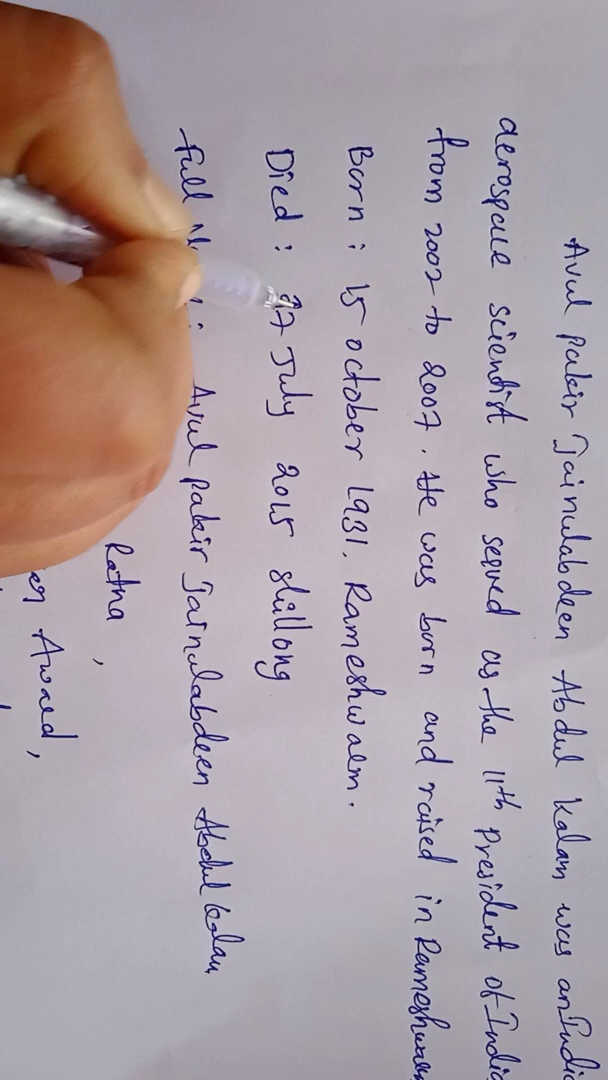 Avul pakir Jainulabdeen Abdul Kalam was an Indi
aerospace scientist who served as the 11th President of India
from 2002 to 2007. He was born and raised in Rameshwaram
Born : 15 october 1931, Rameshwaem.
Died : 27 July 2015 shillong
full : Avul pakir Jainulabdeen Abdul kalam
Ratna ,
Award,